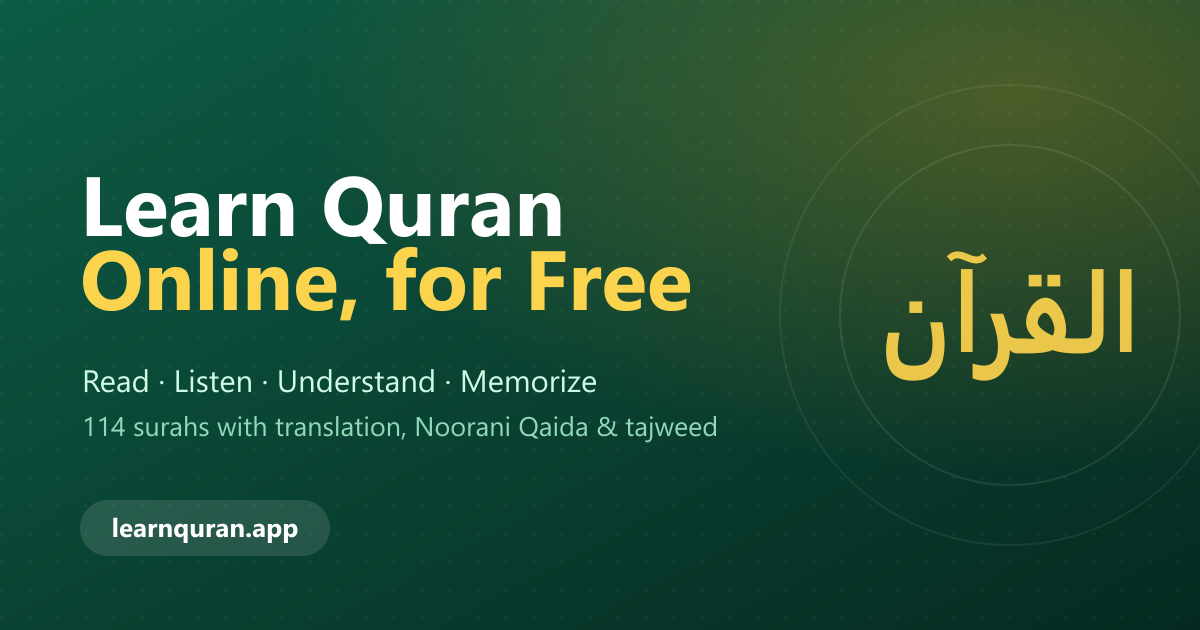 Learn Quran
Online, for Free
Read · Listen · Understand · Memorize
114 surahs with translation, Noorani Qaida & tajweed
learnquran.app
القرآن